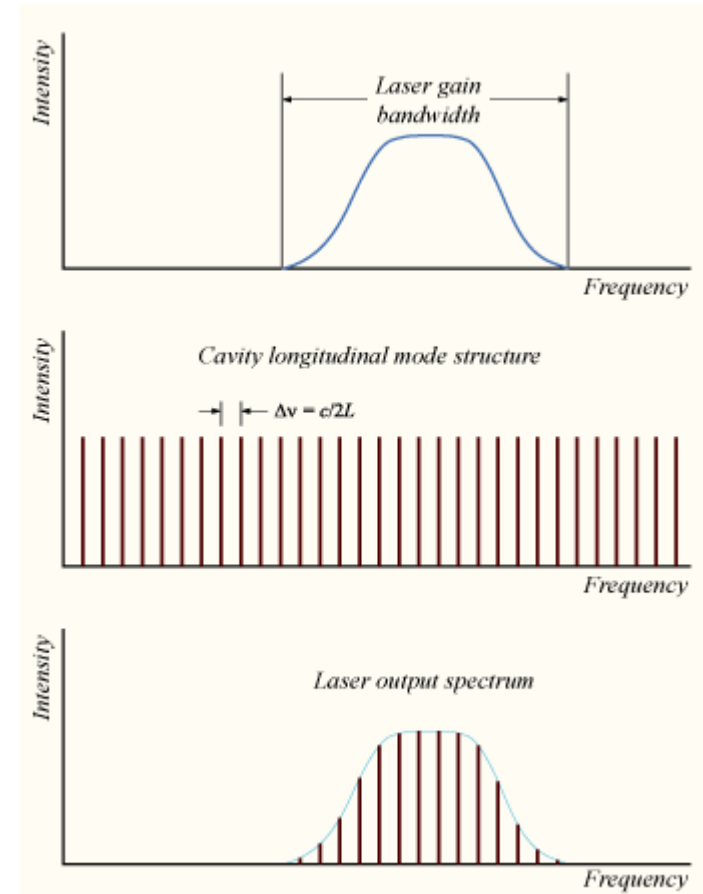 Intensity
Laser gain
bandwidth
Frequency
Intensity
Cavity longitudinal mode structure
Δν = c/2L
Frequency
Intensity
Laser output spectrum
Frequency